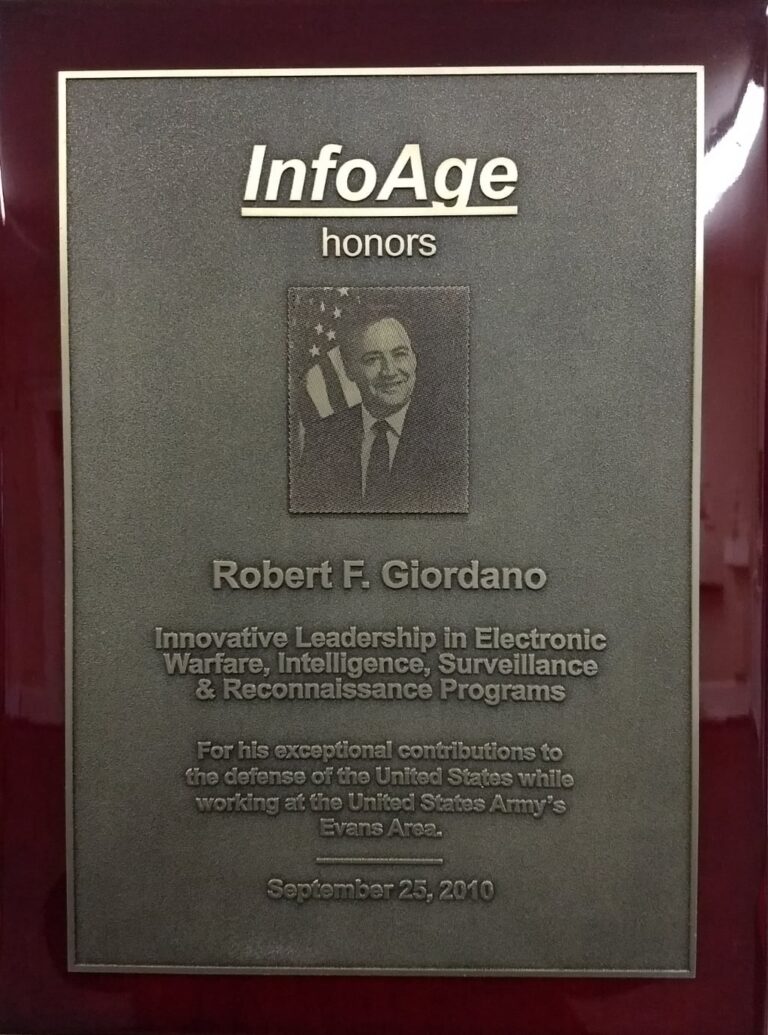 InfoAge
honors
Robert F. Giordano
Innovative Leadership in Electronic
Warfare, Intelligence, Surveillance
& Reconnaissance Programs
For his exceptional contributions to
the defense of the United States while
working at the United States Army's
Evans Area.
September 25, 2010